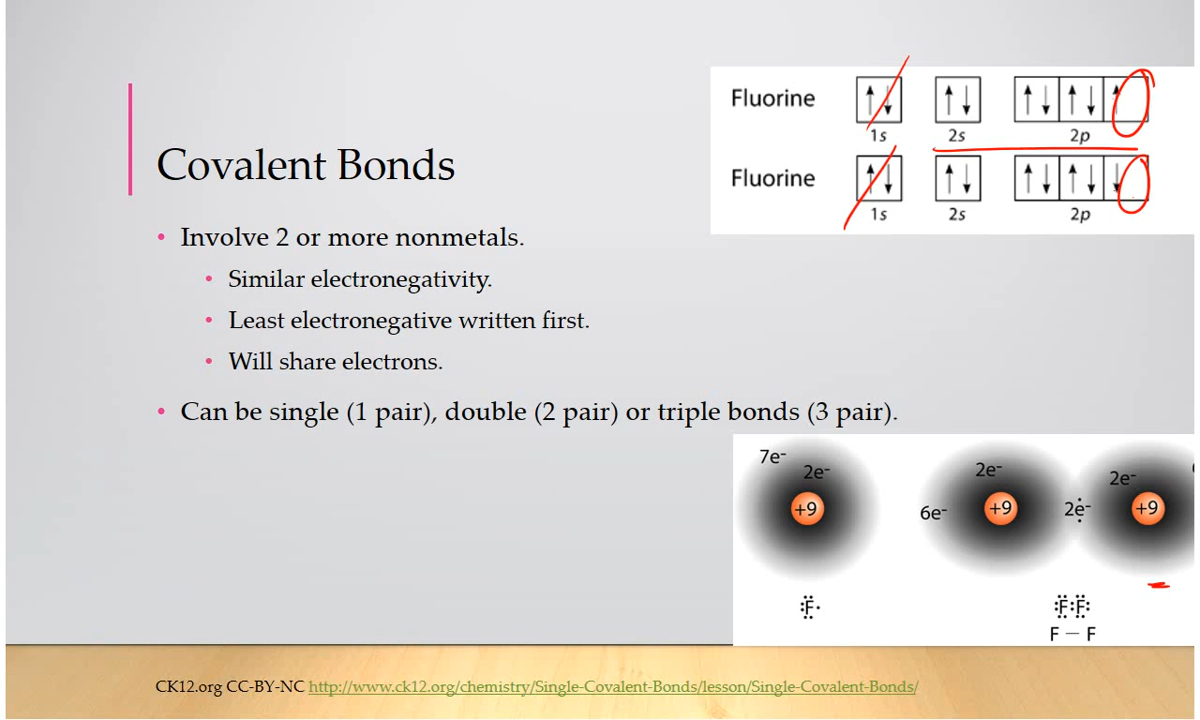 Covalent Bonds
• Involve 2 or more nonmetals.
• Similar electronegativity.
• Least electronegative written first.
• Will share electrons.
• Can be single (1 pair), double (2 pair) or triple bonds (3 pair).
Fluorine
1s 2s 2p
Fluorine
1s 2s 2p
7e⁻ 2e⁻
+9
2e⁻ 2e⁻
6e⁻ +9 2e⁻ +9
F
F F
F — F
CK12.org CC-BY-NC http://www.ck12.org/chemistry/Single-Covalent-Bonds/lesson/Single-Covalent-Bonds/